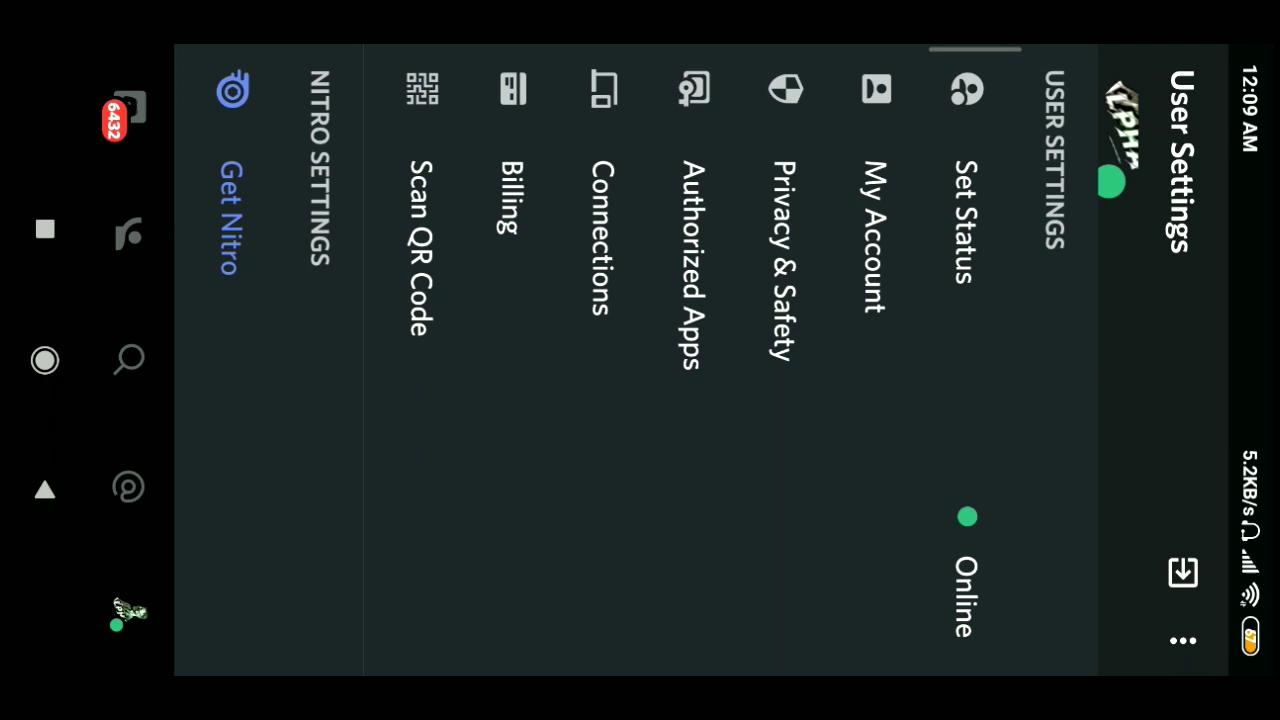 12:09 AM
5.2KB/s
67
User Settings
USER SETTINGS
Set Status
Online
My Account
Privacy & Safety
Authorized Apps
Connections
Billing
Scan QR Code
NITRO SETTINGS
Get Nitro
6432